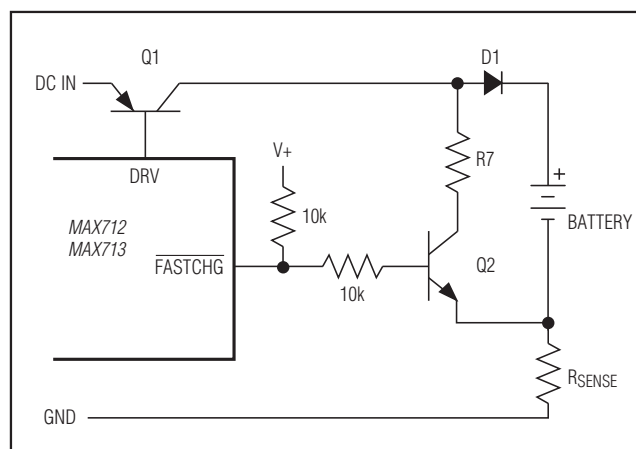 Q1
D1
DC IN
V+
R7
DRV
10k
+
MAX712
MAX713
BATTERY
FASTCHG
Q2
10k
RSENSE
GND